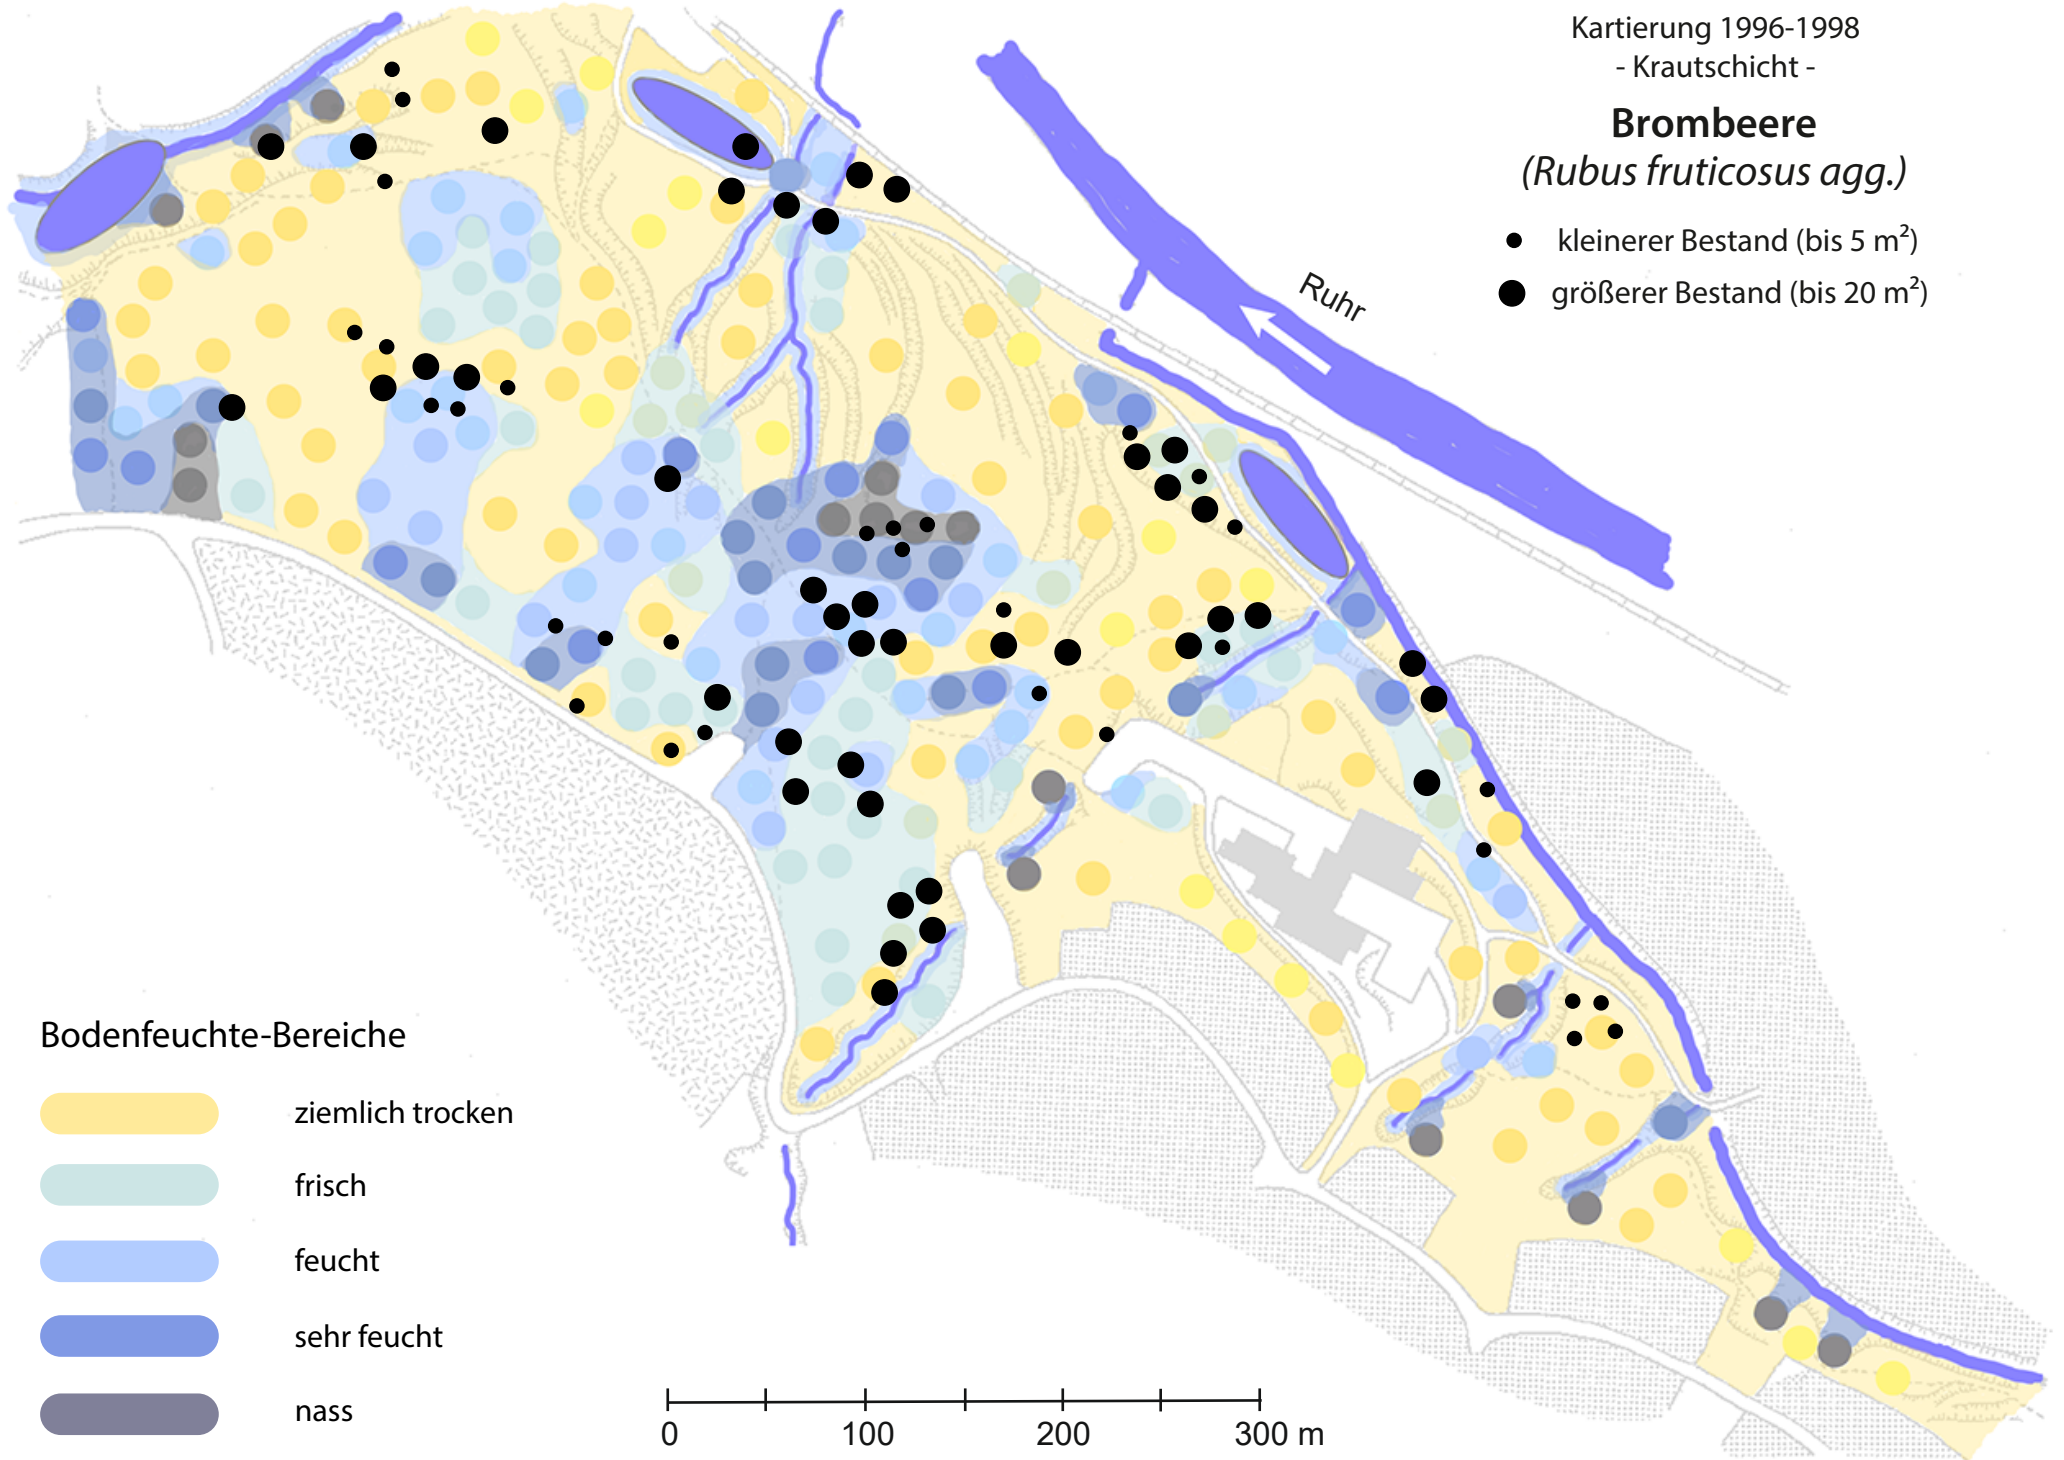 Kartierung 1996-1998
- Krautschicht -
Brombeere
(Rubus fruticosus agg.)
kleinerer Bestand (bis 5 m²)
größerer Bestand (bis 20 m²)
Ruhr
Bodenfeuchte-Bereiche
ziemlich trocken
frisch
feucht
sehr feucht
nass
0 100 200 300 m